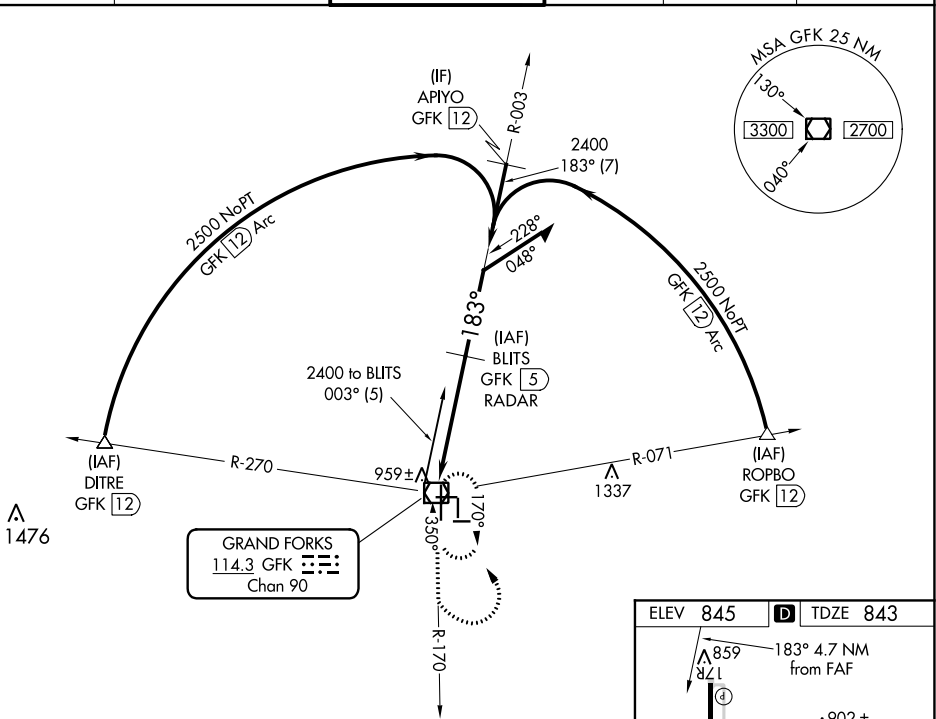 MSA GFK 25 NM
130°
3300
2700
040°
(IF)
APIYO
GFK 12
R-003
2400
183° (7)
2500 NoPT
GFK 12 Arc
228°
048°
2500 NoPT
GFK 12 Arc
183°
(IAF)
BLITS
GFK 5
RADAR
2400 to BLITS
003° (5)
(IAF)
DITRE
GFK 12
R-270
959±
R-071
1337
(IAF)
ROPBO
GFK 12
1476
GRAND FORKS
114.3 GFK
Chan 90
350°
170°
R-170
ELEV 845 D TDZE 843
859
183° 4.7 NM
from FAF
17R
P
902±